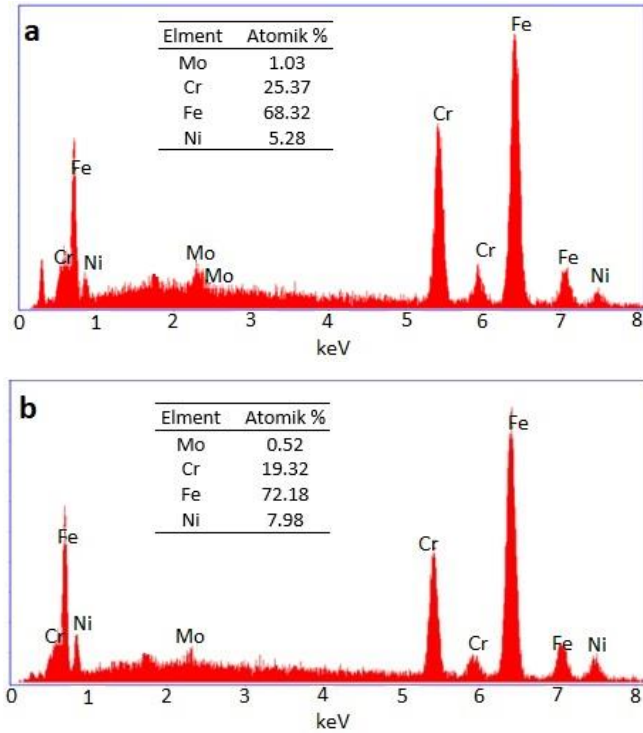 a
Elment Atomik %
Mo 1.03
Cr 25.37
Fe 68.32
Ni 5.28
Fe
Cr
Fe
Cr
Ni
Mo
Mo
Cr
Fe
Ni
0 1 2 3 4 5 6 7 8
keV
b
Elment Atomik %
Mo 0.52
Cr 19.32
Fe 72.18
Ni 7.98
Fe
Fe
Cr
Cr
Ni
Mo
Cr
Fe
Ni
0 1 2 3 4 5 6 7 8
keV